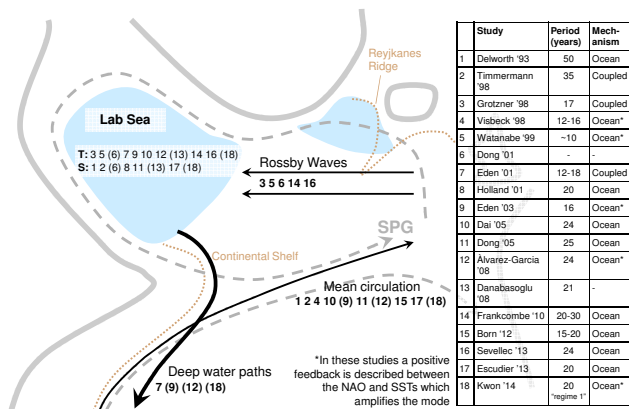 Reyjkanes
Ridge
Lab Sea
T: 3 5 (6) 7 9 10 12 (13) 14 16 (18)
S: 1 2 (6) 8 11 (13) 17 (18)
Rossby Waves
3 5 6 14 16
SPG
Continental Shelf
Mean circulation
1 2 4 10 (9) 11 (12) 15 17 (18)
Deep water paths
7 (9) (12) (18)
*In these studies a positive
feedback is described between
the NAO and SSTs which
amplifies the mode
Study Period (years) Mech-anism
1 Delworth '93 50 Ocean
2 Timmermann '98 35 Coupled
3 Grotzner '98 17 Coupled
4 Visbeck '98 12-16 Ocean*
5 Watanabe '99 ~10 Ocean*
6 Dong '01 - -
7 Eden '01 12-12 Coupled
8 Holland '01 20 Ocean
9 Eden '03 16 Ocean*
10 Dai '05 24 Ocean
11 Dong '05 25 Ocean
12 Àlvarez-Garcia '08 24 Ocean*
13 Danabasoglu '08 21 -
14 Frankcombe '10 20-30 Ocean
15 Born '12 15-20 Ocean
16 Sevellec '13 24 Ocean
17 Escudier '13 20 Ocean
18 Kwon '14 20 "regime 1" Ocean*